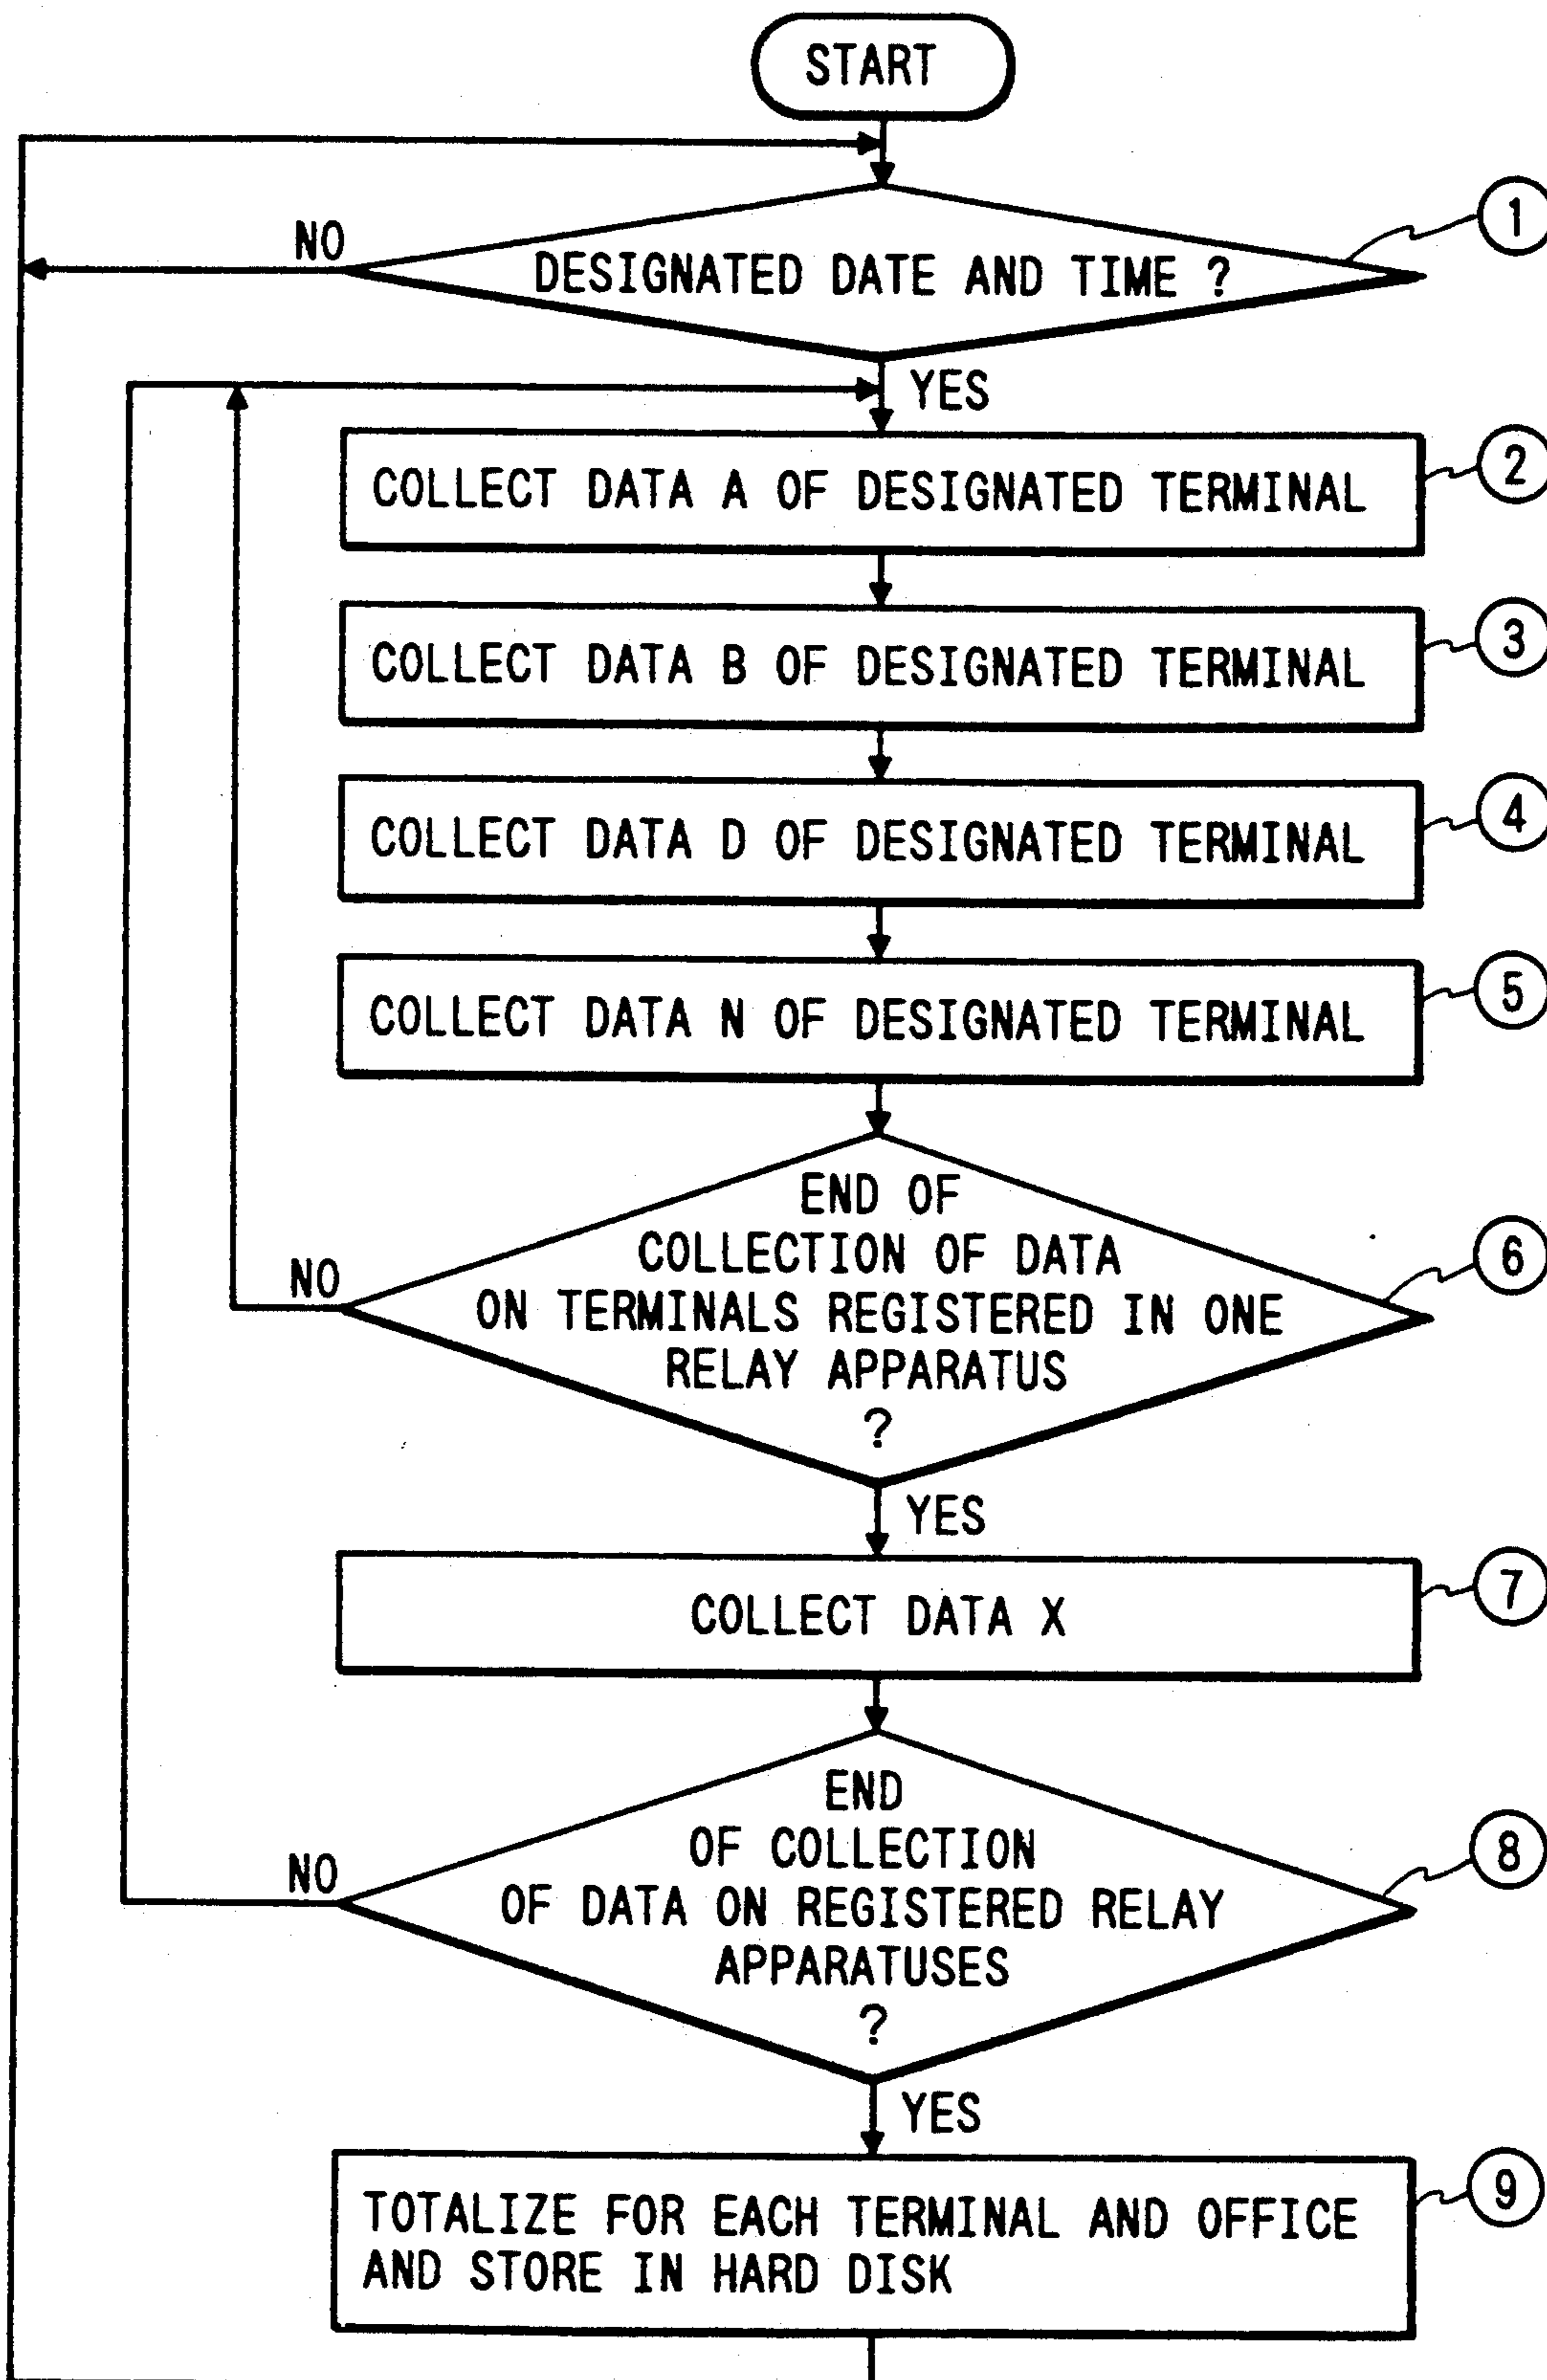 START
NO
DESIGNATED DATE AND TIME ?
1
YES
COLLECT DATA A OF DESIGNATED TERMINAL
2
COLLECT DATA B OF DESIGNATED TERMINAL
3
COLLECT DATA D OF DESIGNATED TERMINAL
4
COLLECT DATA N OF DESIGNATED TERMINAL
5
END OF
COLLECTION OF DATA
ON TERMINALS REGISTERED IN ONE
RELAY APPARATUS
?
NO
6
YES
COLLECT DATA X
7
END
OF COLLECTION
OF DATA ON REGISTERED RELAY
APPARATUSES
?
NO
8
YES
TOTALIZE FOR EACH TERMINAL AND OFFICE
AND STORE IN HARD DISK
9